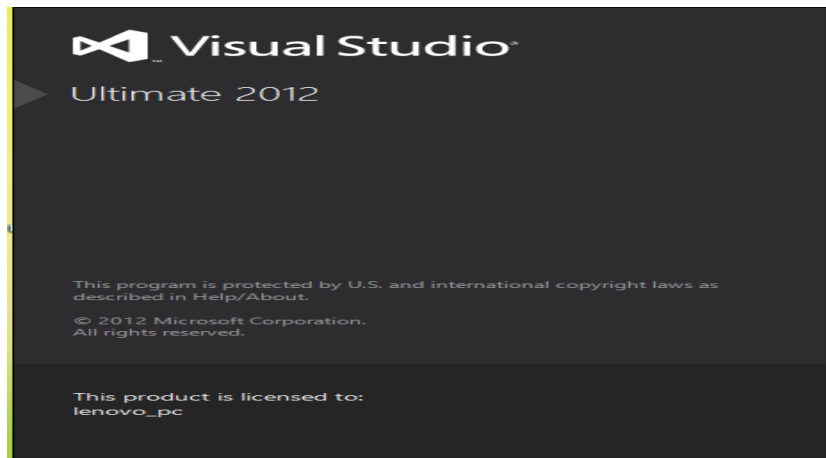 Visual Studio
Ultimate 2012
This program is protected by U.S. and international copyright laws as
described in Help/About.
© 2012 Microsoft Corporation.
All rights reserved.
This product is licensed to:
lenovo_pc